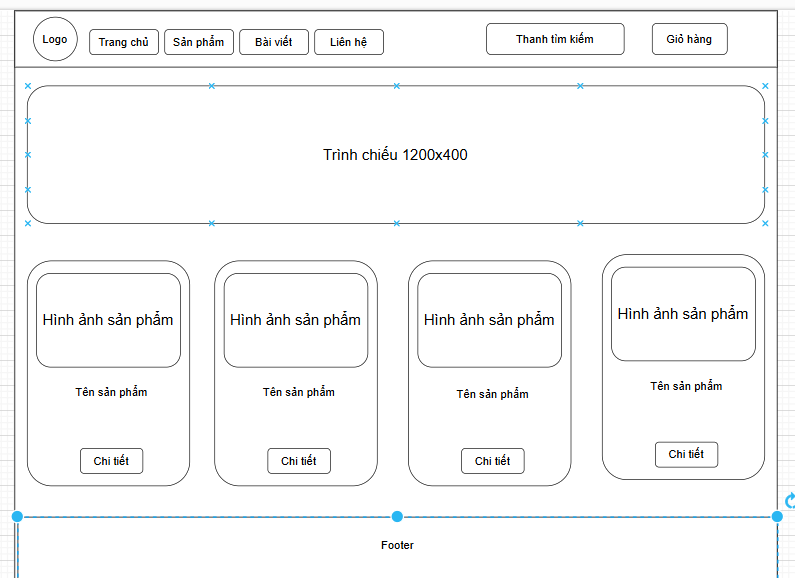 Logo
Trang chủ
Sản phẩm
Bài viết
Liên hệ
Thanh tìm kiếm
Giỏ hàng
Trình chiếu 1200x400
Hình ảnh sản phẩm
Hình ảnh sản phẩm
Hình ảnh sản phẩm
Hình ảnh sản phẩm
Tên sản phẩm
Tên sản phẩm
Tên sản phẩm
Tên sản phẩm
Chi tiết
Chi tiết
Chi tiết
Chi tiết
Footer